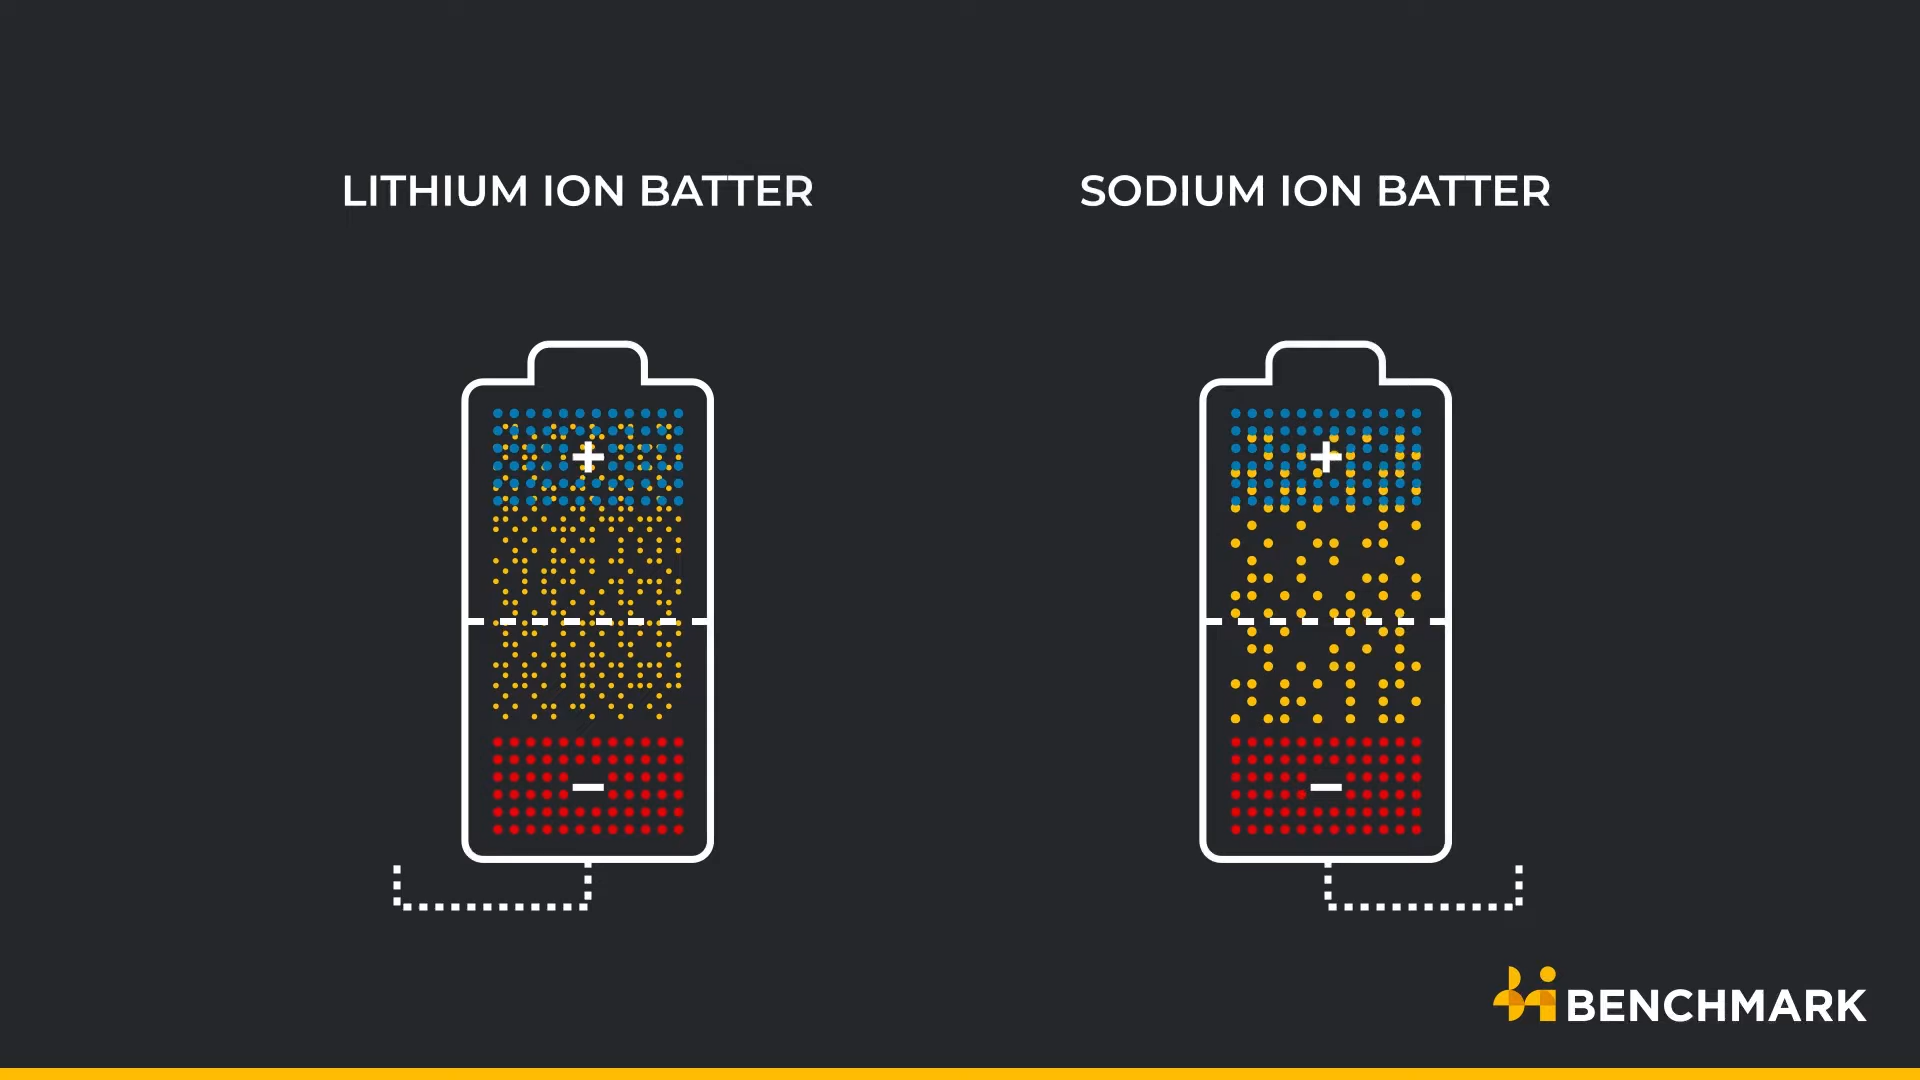 LITHIUM ION BATTER
SODIUM ION BATTER
+
+
−
−
BENCHMARK